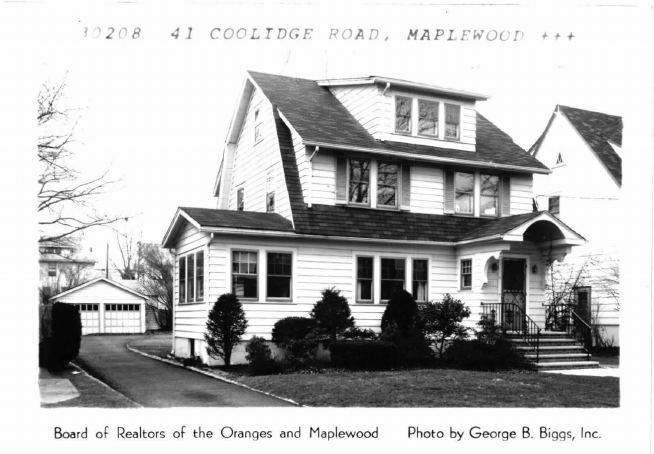 30208 41 COOLIDGE ROAD, MAPLEWOOD +++
Board of Realtors of the Oranges and Maplewood Photo by George B. Biggs, Inc.